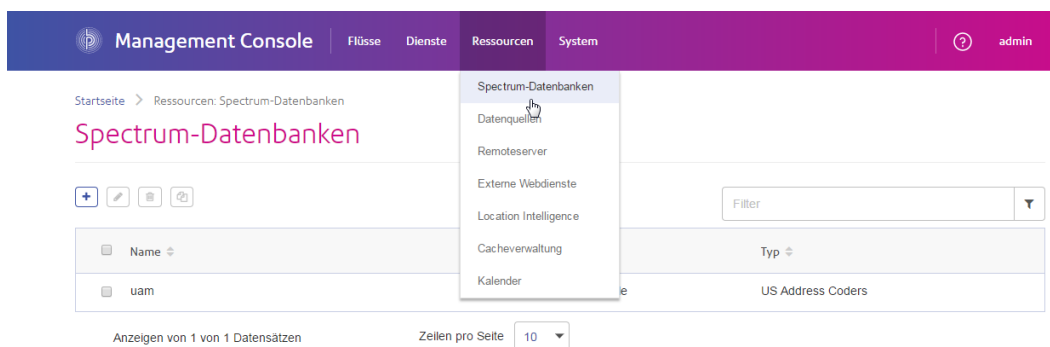 Management Console Flüsse Dienste Ressourcen System admin
Spectrum-Datenbanken
Datenquellen
Remoteserver
Externe Webdienste
Location Intelligence
Cacheverwaltung
Kalender
Startseite > Ressourcen: Spectrum-Datenbanken
Spectrum-Datenbanken
Filter
Name Typ
uam US Address Coders
Anzeigen von 1 von 1 Datensätzen Zeilen pro Seite 10